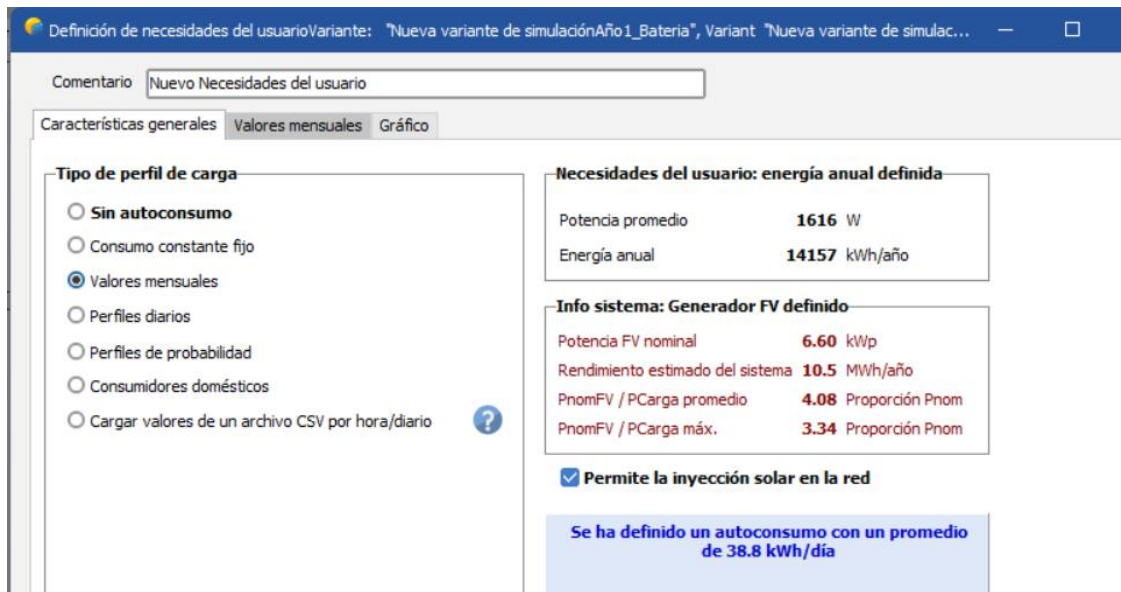 Definición de necesidades del usuarioVariante: "Nueva variante de simulaciónAño1_Bateria", Variant "Nueva variante de simulac...
Comentario Nuevo Necesidades del usuario
Características generales Valores mensuales Gráfico
Tipo de perfil de carga
Sin autoconsumo
Consumo constante fijo
Valores mensuales
Perfiles diarios
Perfiles de probabilidad
Consumidores domésticos
Cargar valores de un archivo CSV por hora/diario ?
Necesidades del usuario: energía anual definida
Potencia promedio 1616 W
Energía anual 14157 kWh/año
Info sistema: Generador FV definido
Potencia FV nominal 6.60 kWp
Rendimiento estimado del sistema 10.5 MWh/año
PnomFV / PCarga promedio 4.08 Proporción Pnom
PnomFV / PCarga máx. 3.34 Proporción Pnom
Permite la inyección solar en la red
Se ha definido un autoconsumo con un promedio
de 38.8 kWh/día